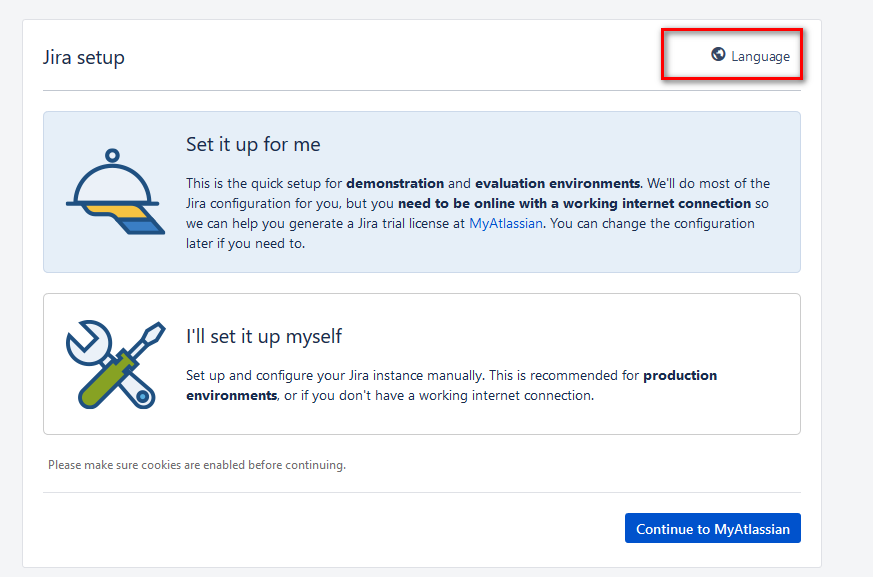 Jira setup
Language
Set it up for me
This is the quick setup for demonstration and evaluation environments. We'll do most of the
Jira configuration for you, but you need to be online with a working internet connection so
we can help you generate a Jira trial license at MyAtlassian. You can change the configuration
later if you need to.
I'll set it up myself
Set up and configure your Jira instance manually. This is recommended for production
environments, or if you don't have a working internet connection.
Please make sure cookies are enabled before continuing.
Continue to MyAtlassian